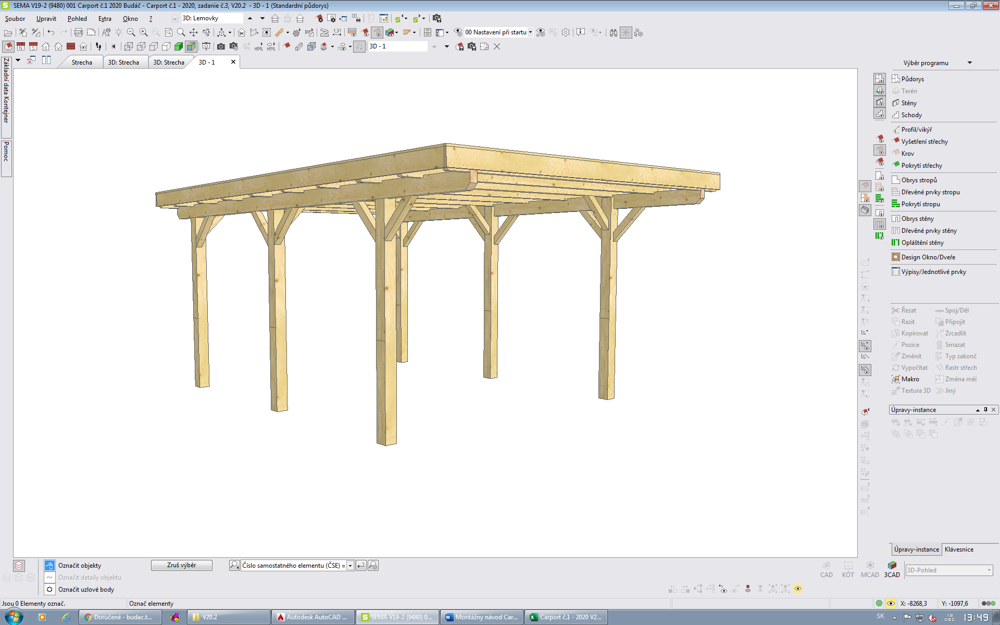 SEMA V19-2 (9480) 001 Carport č.1 2020 Budáč - Carport č.1 - 2020, zadanie č.3, V20.2 - 3D - 1 (Standardní půdorys)
Soubor Upravit Pohled Extra Okno ? 3D: Lemovky
00 Nastavení při startu
3D - 1
Strecha 3D: Strecha 3D: Strecha 3D - 1
Základní data Kontejner
Pomoc
Výběr programu
Půdorys
Terén
Stěny
Schody
Profil/vikýř
Vyšetření střechy
Krov
Pokrytí střechy
Obrys stropů
Dřevěné prvky stropu
Pokrytí stropu
Obrys stěny
Dřevěné prvky stěny
Opláštění stěny
Design Okno/Dveře
Výpisy/Jednotlivé prvky
Řezat Spoj/Děl
Razit Připojit
Kopírovat Zrcadlit
Pozice Smazat
Změnit Typ zakonč
Vypočítat Rastr střech
Makro Změna měř
Textura 3D Jiný
Úpravy-instance
RCE
MXF
BTL
Úpravy-instance Klávesnice
Označit objekty Zruš výběr Číslo samostatného elementu (ČSE) =
Označit detaily objektu
Označit uzlové body
CAD KÓT MCAD 3CAD 3D-Pohled
Jsou 0 Elementy označ. Označ elementy X: -8268,3 Y: -1097,6
Doručené - budac.t... V20.2 Autodesk AutoCAD ... SEMA V19-2 (9480) 0... Montážny návod Car... Carport č.1 - 2020 V2... SK 12 DEC 13:49